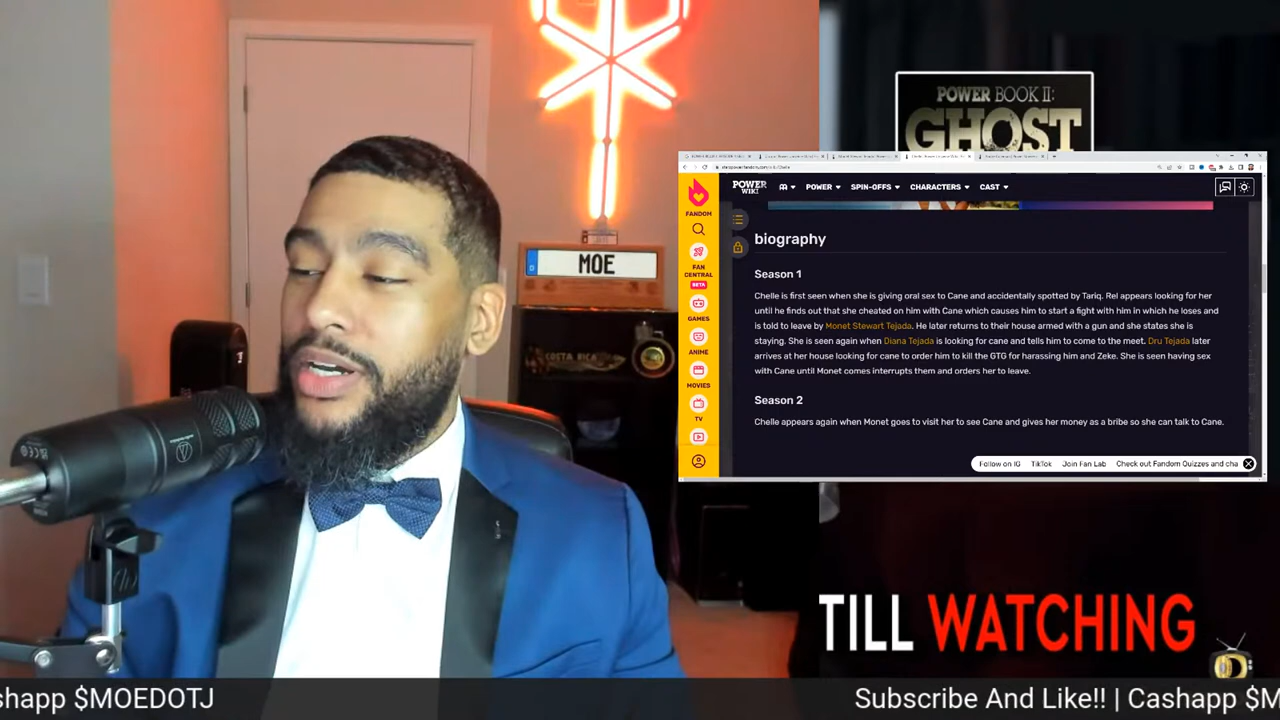 POWER BOOK II:
GHOST
POWER WIKI
POWER
SPIN-OFFS
CHARACTERS
CAST
FANDOM
FAN CENTRAL
BETA
GAMES
ANIME
MOVIES
TV
biography
Season 1
Chelle is first seen when she is giving oral sex to Cane and accidentally spotted by Tariq. Rel appears looking for her
until he finds out that she cheated on him with Cane which causes him to start a fight with him in which he loses and
is told to leave by Monet Stewart Tejada. He later returns to their house armed with a gun and she states she is
staying. She is seen again when Diana Tejada is looking for cane and tells him to come to the meet. Dru Tejada later
arrives at her house looking for cane to order him to kill the GTG for harassing him and Zeke. She is seen having sex
with Cane until Monet comes interrupts them and orders her to leave.
Season 2
Chelle appears again when Monet goes to visit her to see Cane and gives her money as a bribe so she can talk to Cane.
Follow on IG TikTok Join Fan Lab Check out Fandom Quizzes and cha
MOE
COSTA RICA
TILL WATCHING
shapp $MOEDOTJ
Subscribe And Like!! | Cashapp $M